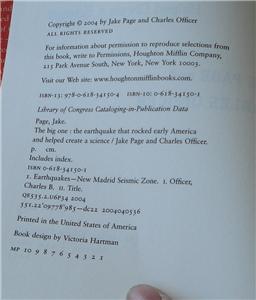 Copyright © 2004 by Jake Page and Charles Officer
ALL RIGHTS RESERVED
For information about permission to reproduce selections from
this book, write to Permissions, Houghton Mifflin Company,
215 Park Avenue South, New York, New York 10003.
Visit our Web site: www.houghtonmifflinbooks.com.
ISBN-13: 978-0-618-34150-4 ISBN-10: 0-618-34150-1
Library of Congress Cataloging-in-Publication Data
Page, Jake.
The big one : the earthquake that rocked early America
and helped create a science / Jake Page and Charles Officer.
p. cm.
Includes index.
ISBN 0-618-34150-1
1. Earthquakes—New Madrid Seismic Zone. I. Officer,
Charles B. II. Title.
QE535.2.U6P34 2004
551.22'09778'985—dc22 2004040536
Printed in the United States of America
Book design by Victoria Hartman
MP 10 9 8 7 6 5 4 3 2 1